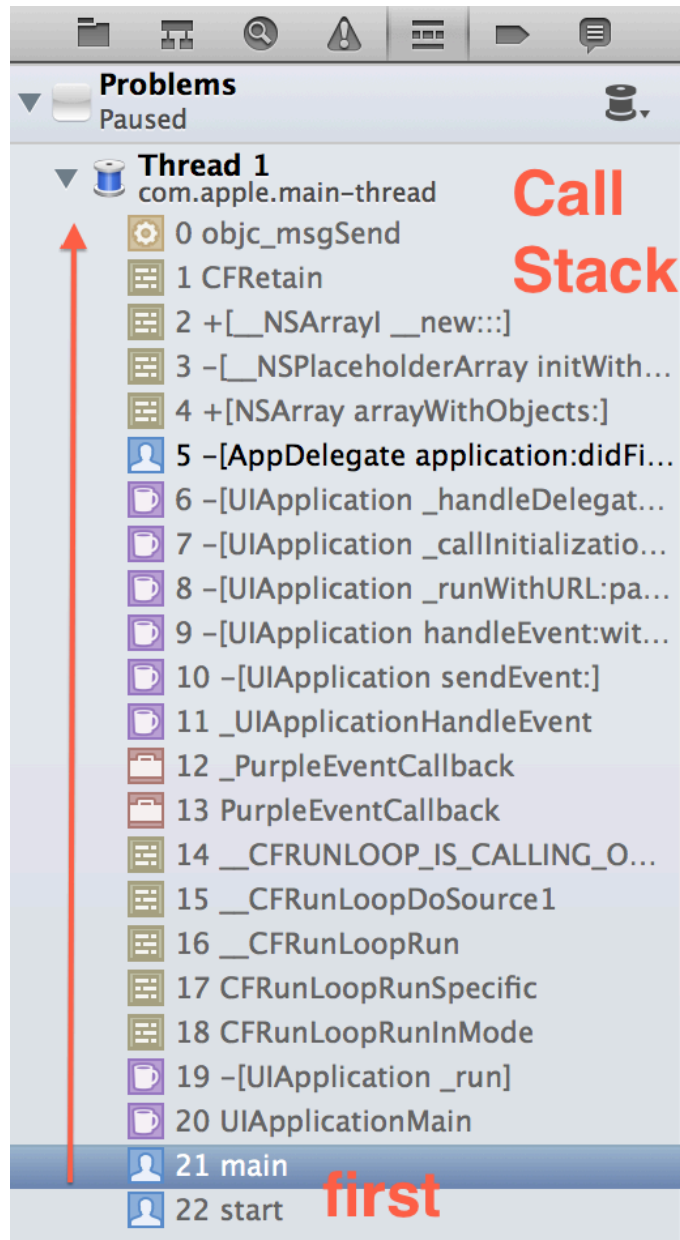 Problems
Paused
Thread 1
com.apple.main-thread
Call
Stack
0 objc_msgSend
1 CFRetain
2 +[__NSArrayI __new:::]
3 -[__NSPlaceholderArray initWith...
4 +[NSArray arrayWithObjects:]
5 -[AppDelegate application:didFi...
6 -[UIApplication _handleDelegat...
7 -[UIApplication _callInitializatio...
8 -[UIApplication _runWithURL:pa...
9 -[UIApplication handleEvent:wit...
10 -[UIApplication sendEvent:]
11 _UIApplicationHandleEvent
12 _PurpleEventCallback
13 PurpleEventCallback
14 __CFRUNLOOP_IS_CALLING_O...
15 __CFRunLoopDoSource1
16 __CFRunLoopRun
17 CFRunLoopRunSpecific
18 CFRunLoopRunInMode
19 -[UIApplication _run]
20 UIApplicationMain
21 main
first
22 start